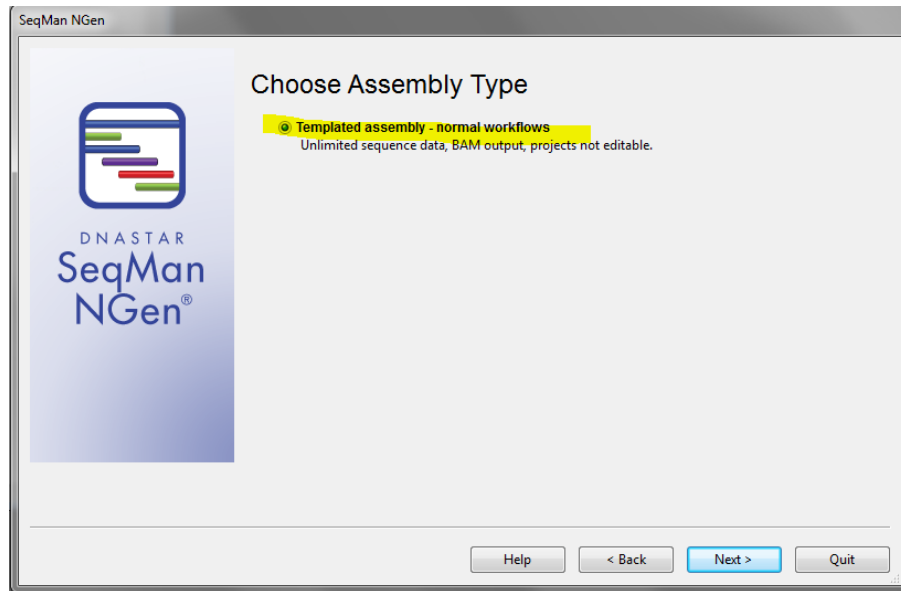 SeqMan NGen
Choose Assembly Type
Templated assembly - normal workflows
Unlimited sequence data, BAM output, projects not editable.
DNASTAR
SeqMan
NGen®
Help
< Back
Next >
Quit